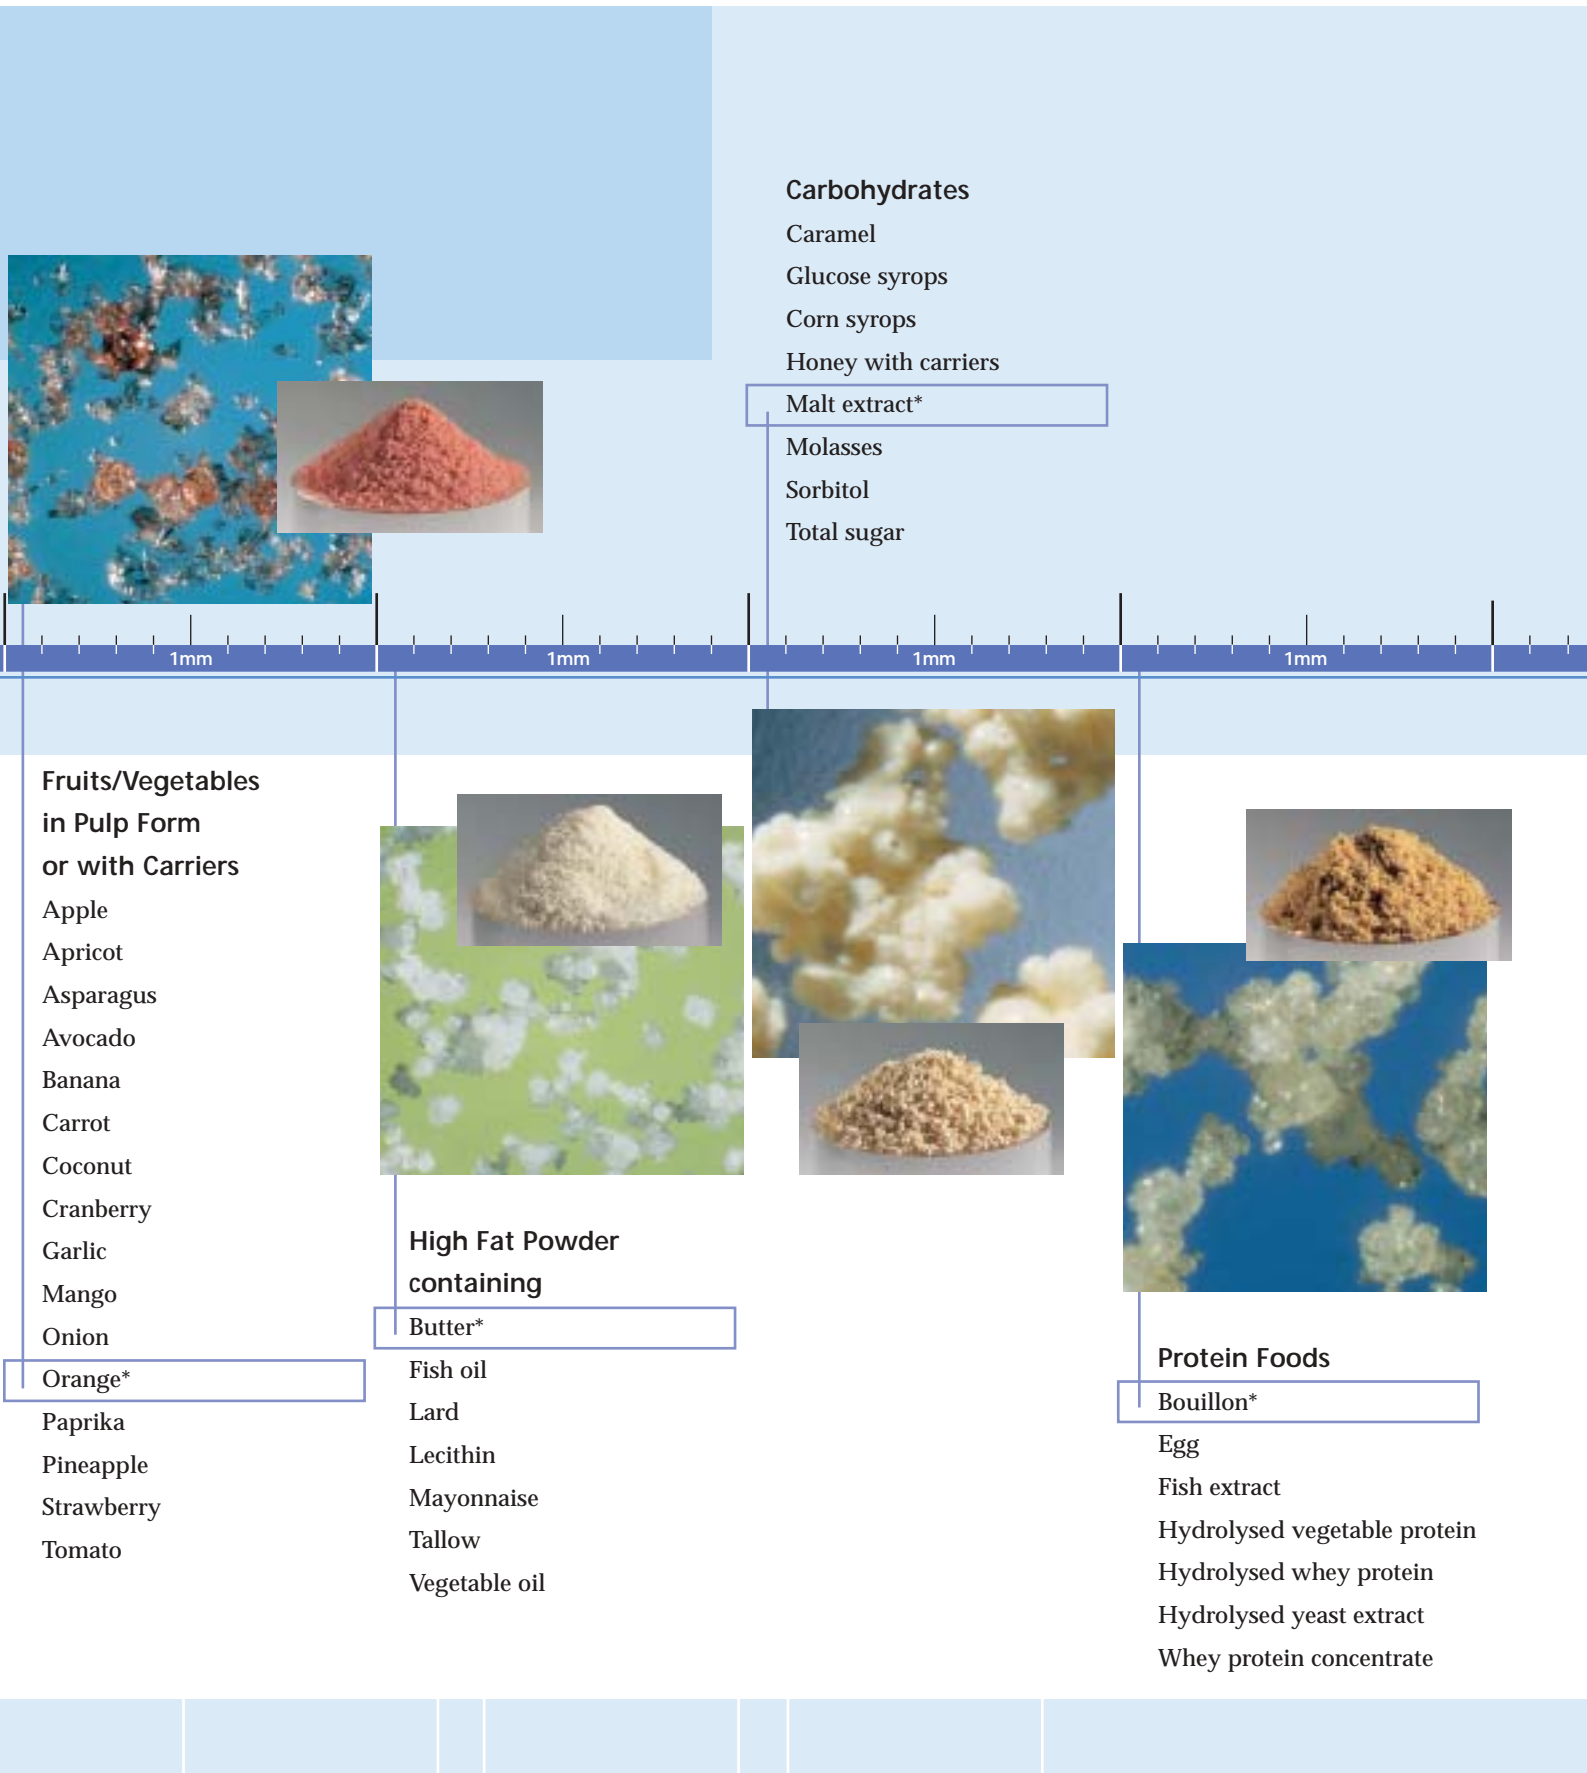 Carbohydrates
Caramel
Glucose syrops
Corn syrops
Honey with carriers
Malt extract*
Molasses
Sorbitol
Total sugar
1mm
1mm
1mm
1mm
Fruits/Vegetables
in Pulp Form
or with Carriers
Apple
Apricot
Asparagus
Avocado
Banana
Carrot
Coconut
Cranberry
Garlic
Mango
Onion
Orange*
Paprika
Pineapple
Strawberry
Tomato
High Fat Powder
containing
Butter*
Fish oil
Lard
Lecithin
Mayonnaise
Tallow
Vegetable oil
Protein Foods
Bouillon*
Egg
Fish extract
Hydrolysed vegetable protein
Hydrolysed whey protein
Hydrolysed yeast extract
Whey protein concentrate